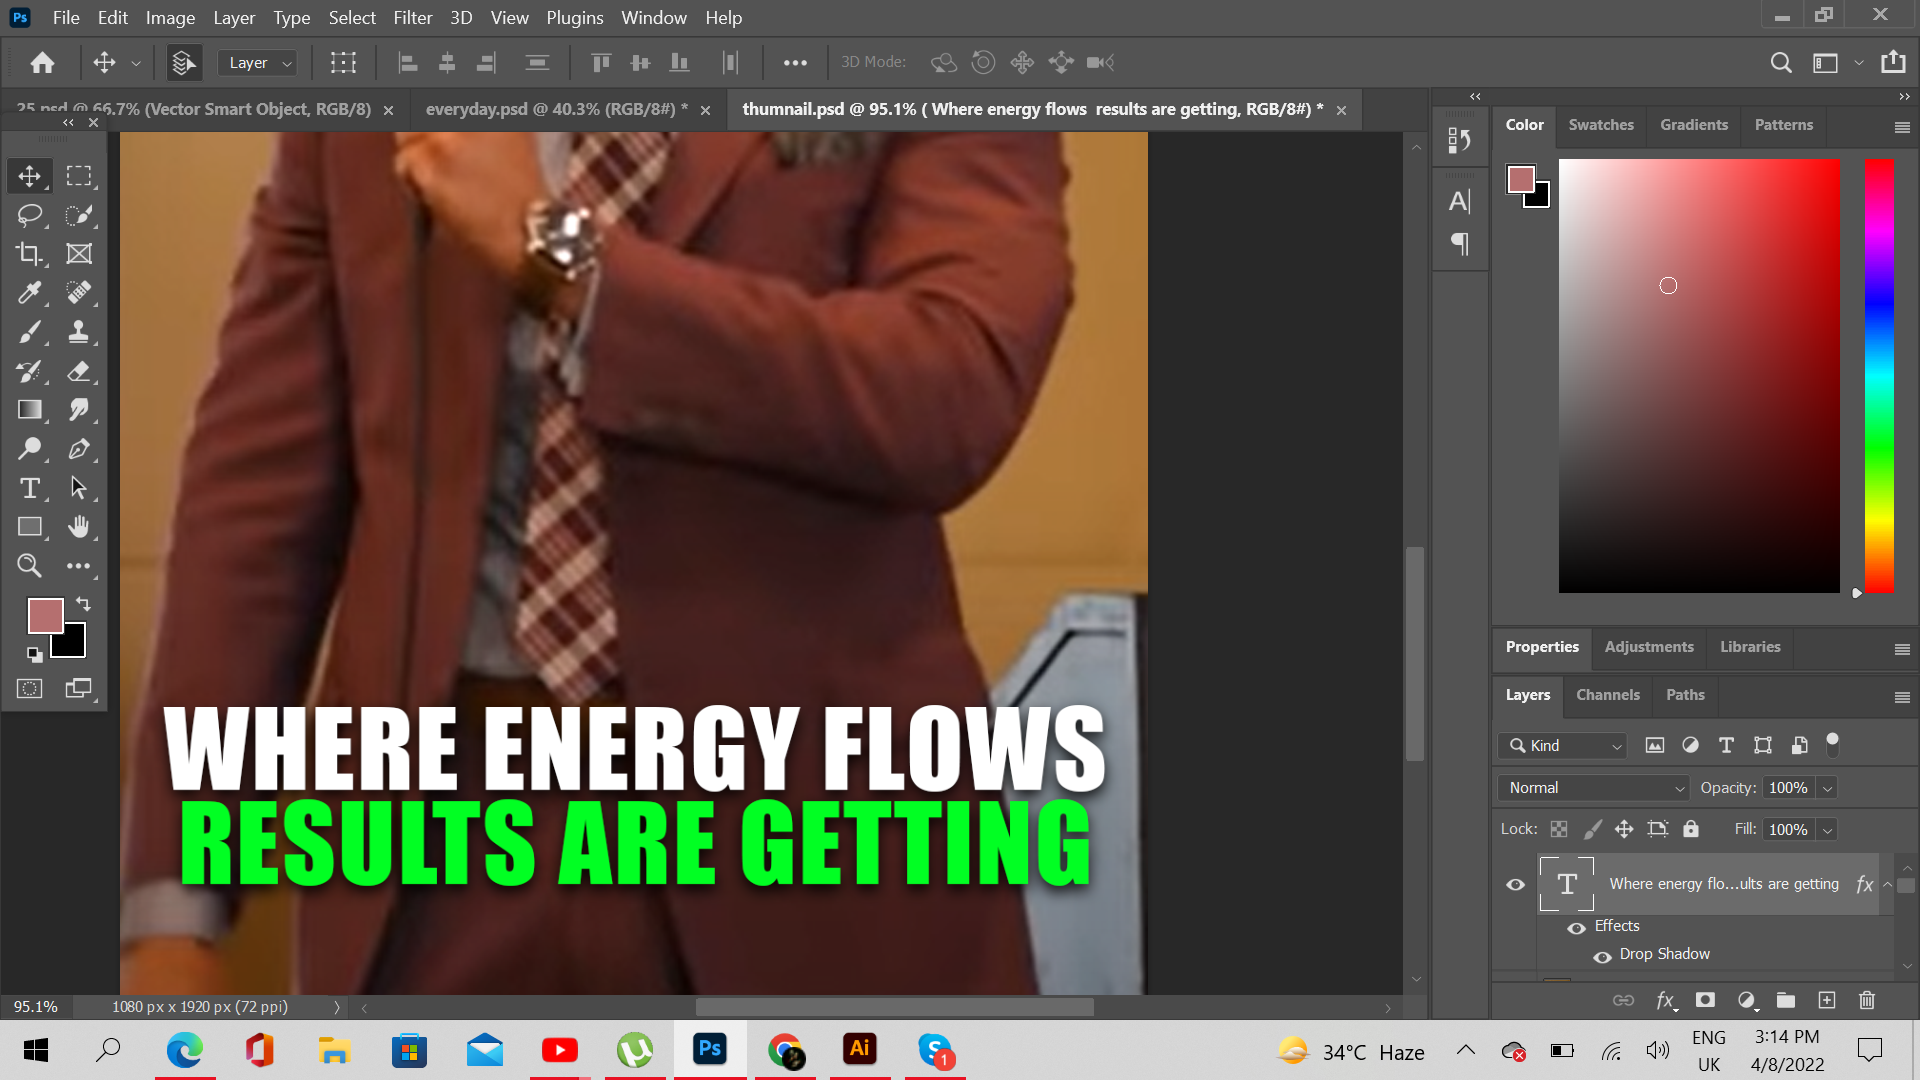 Ps File Edit Image Layer Type Select Filter 3D View Plugins Window Help
Layer 3D Mode:
25.psd @ 66.7% (Vector Smart Object, RGB/8) everyday.psd @ 40.3% (RGB/8#) * thumnail.psd @ 95.1% ( Where energy flows results are getting, RGB/8#) *
Color Swatches Gradients Patterns
WHERE ENERGY FLOWS
RESULTS ARE GETTING
Properties Adjustments Libraries
Layers Channels Paths
Kind
Normal Opacity: 100%
Lock: Fill: 100%
Where energy flo...ults are getting fx
Effects
Drop Shadow
fx
95.1% 1080 px x 1920 px (72 ppi)
Ps Ai S 1
34°C Haze
ENG
UK
3:14 PM
4/8/2022